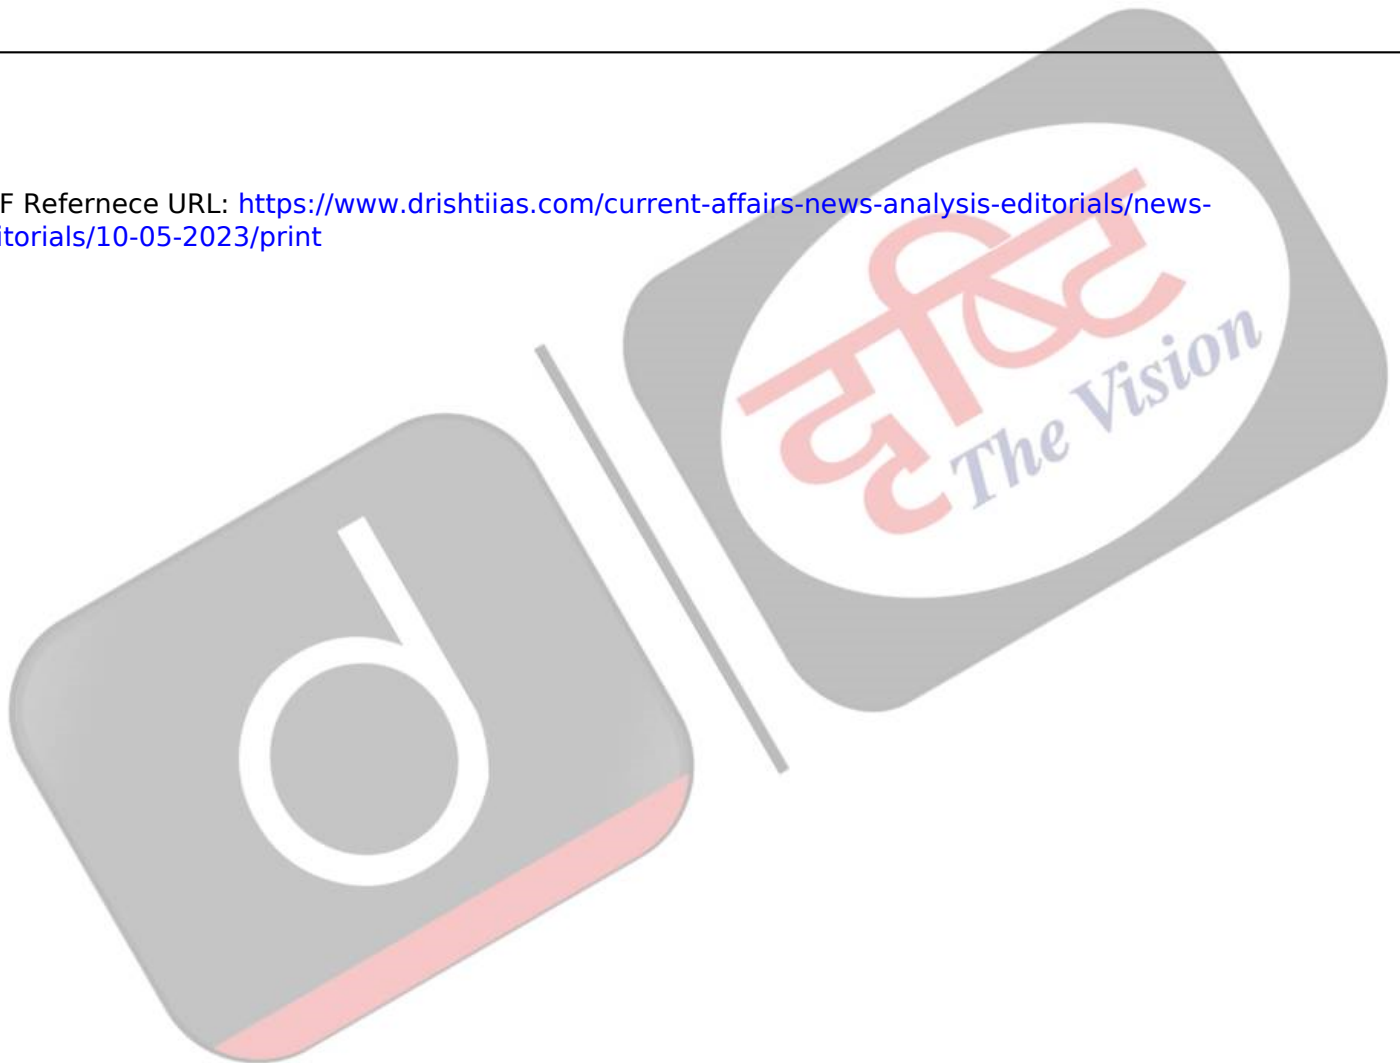 F Refernece URL: https://www.drishtiias.com/current-affairs-news-analysis-editorials/news-
itorials/10-05-2023/print
दृष्टि
The Vision
d